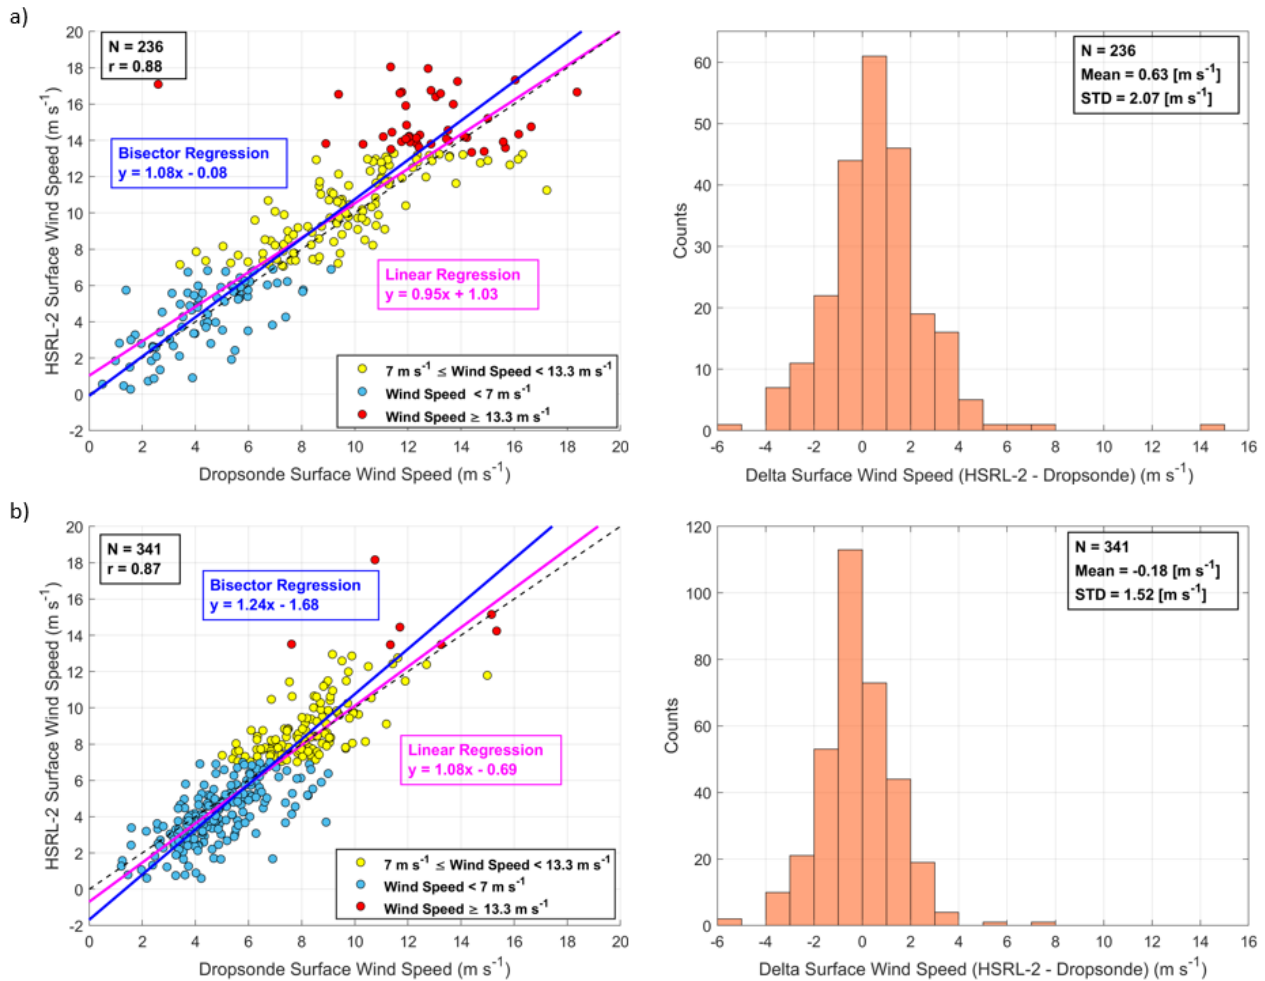 a)
N = 236
r = 0.88
Bisector Regression
y = 1.08x - 0.08
Linear Regression
y = 0.95x + 1.03
7 m s⁻¹ ≤ Wind Speed < 13.3 m s⁻¹
Wind Speed < 7 m s⁻¹
Wind Speed ≥ 13.3 m s⁻¹
HSRL-2 Surface Wind Speed (m s⁻¹)
20
18
16
14
12
10
8
6
4
2
0
-2
0 2 4 6 8 10 12 14 16 18 20
Dropsonde Surface Wind Speed (m s⁻¹)
N = 236
Mean = 0.63 [m s⁻¹]
STD = 2.07 [m s⁻¹]
Counts
60
50
40
30
20
10
0
-6 -4 -2 0 2 4 6 8 10 12 14 16
Delta Surface Wind Speed (HSRL-2 - Dropsonde) (m s⁻¹)
b)
N = 341
r = 0.87
Bisector Regression
y = 1.24x - 1.68
Linear Regression
y = 1.08x - 0.69
7 m s⁻¹ ≤ Wind Speed < 13.3 m s⁻¹
Wind Speed < 7 m s⁻¹
Wind Speed ≥ 13.3 m s⁻¹
HSRL-2 Surface Wind Speed (m s⁻¹)
20
18
16
14
12
10
8
6
4
2
0
-2
0 2 4 6 8 10 12 14 16 18 20
Dropsonde Surface Wind Speed (m s⁻¹)
N = 341
Mean = -0.18 [m s⁻¹]
STD = 1.52 [m s⁻¹]
Counts
120
100
80
60
40
20
0
-6 -4 -2 0 2 4 6 8 10 12 14 16
Delta Surface Wind Speed (HSRL-2 - Dropsonde) (m s⁻¹)